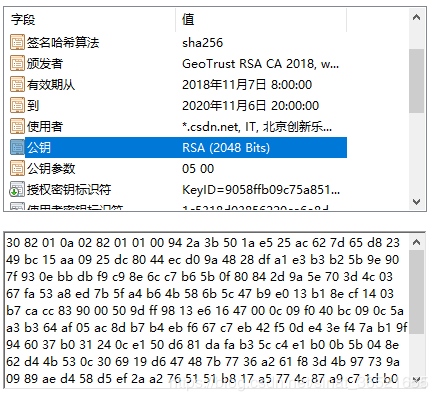 字段 值
签名哈希算法 sha256
颁发者 GeoTrust RSA CA 2018, w...
有效期从 2018年11月7日 8:00:00
到 2020年11月6日 20:00:00
使用者 *.csdn.net, IT, 北京创新乐...
公钥 RSA (2048 Bits)
公钥参数 05 00
授权密钥标识符 KeyID=9058ffb09c75a851...
30 82 01 0a 02 82 01 01 00 94 2a 3b 50 1a e5 25 ac 62 7d 65 d8 23
49 bc 15 aa 09 25 dc 80 44 ec d9 a 48 28 df a1 e3 b3 b2 5b 9e 90
7f 93 0e bb db f9 c9 8e 6c c7 b6 5b 0f 80 84 2d 9a 5e 70 3d 4c 03
67 fa 53 a8 ed 7b 5f a4 b6 4b 58 6b 5c 47 b9 e0 13 b1 8e cf 14 03
b7 ca cc 83 90 00 50 9d ff 98 13 e6 16 47 00 0c 09 f0 40 bc 09 0c 5a
a3 b3 64 af 05 ac 8d b7 b4 eb f6 67 c7 eb 42 f5 0d e4 3e f4 7a b1 9f
94 60 37 b0 31 24 0c e1 50 d6 81 da fa b3 5c c4 e1 b0 0b 5b 04 8e
62 d4 4b 53 0c 30 69 19 d6 47 48 7b 77 36 a2 61 f8 3d 4b 97 73 9a
09 89 ae d4 58 d5 ef 2a a2 76 51 51 b8 17 a5 77 4c 87 a9 c7 1d b0